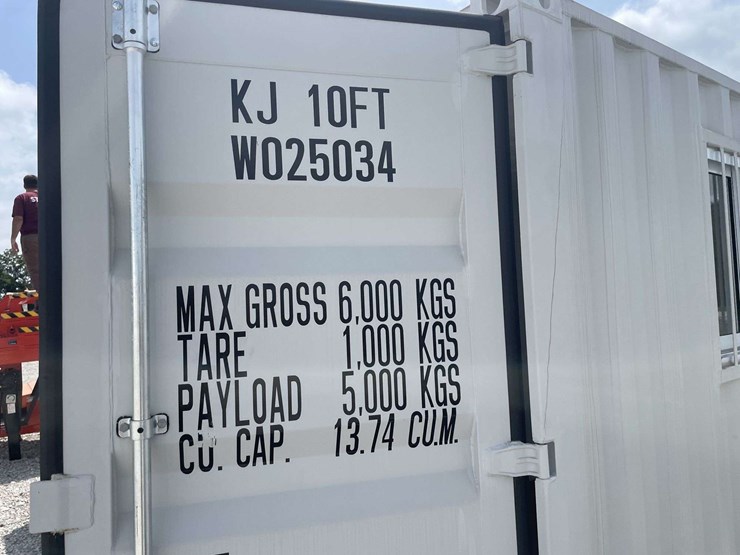 KJ 10FT
W025034
MAX GROSS 6,000 KGS
TARE 1,000 KGS
PAYLOAD 5,000 KGS
CU. CAP. 13.74 CU.M.